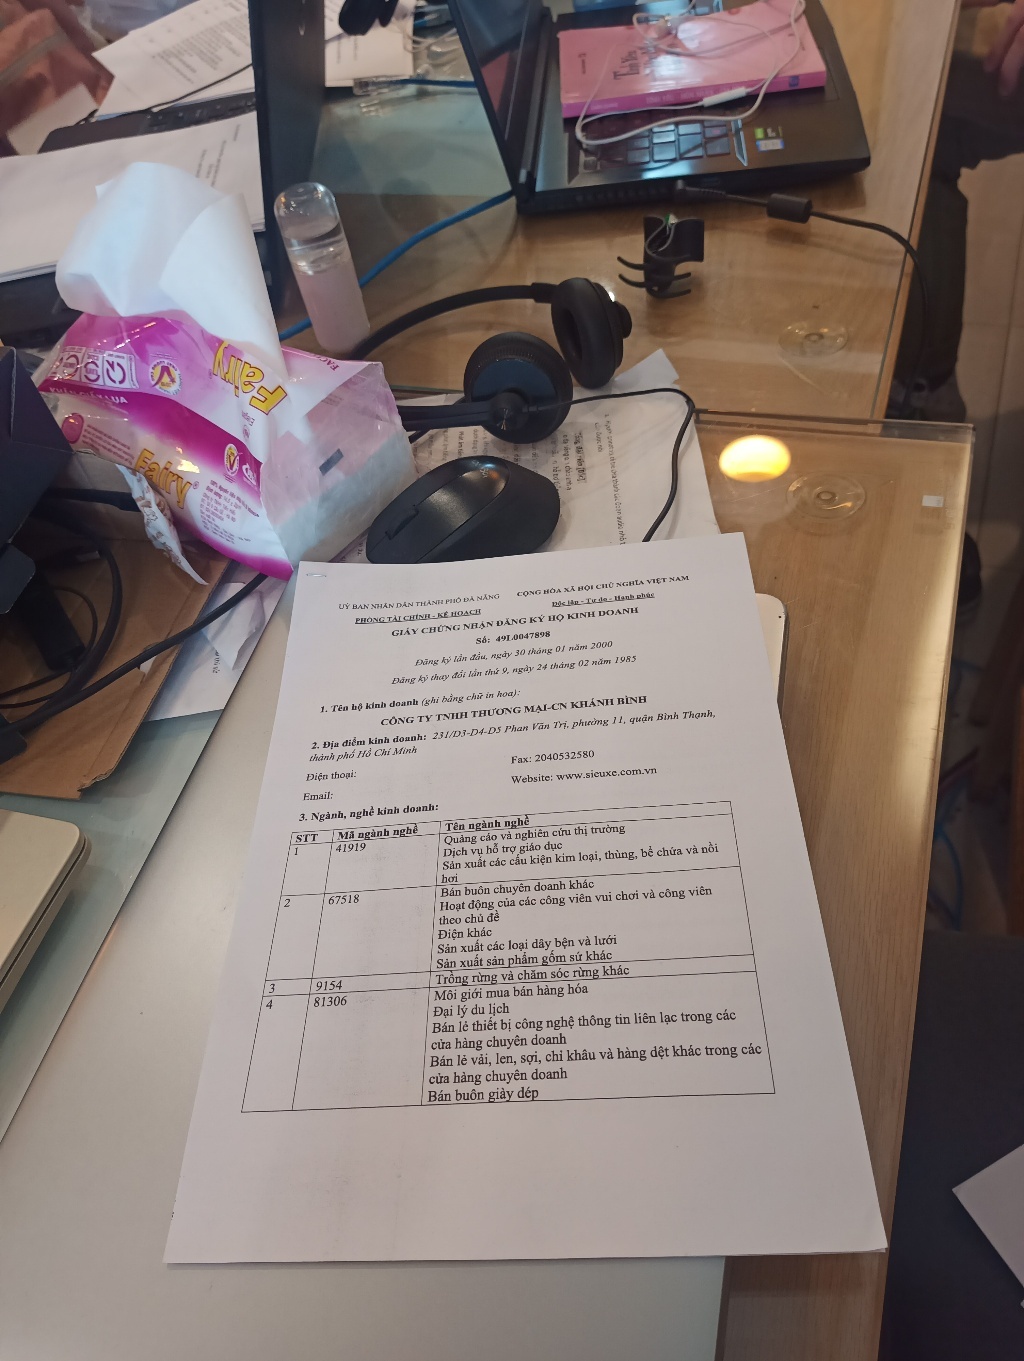 Fairy
Fairy
UỶ BAN NHÂN DÂN THÀNH PHỐ ĐÀ NẴNG
CỘNG HÒA XÃ HỘI CHỦ NGHĨA VIỆT NAM
PHÒNG TÀI CHÍNH - KẾ HOẠCH
Độc lập - Tự do - Hạnh phúc
GIẤY CHỨNG NHẬN ĐĂNG KÝ HỘ KINH DOANH
Số: 49L0047898
Đăng ký lần đầu, ngày 30 tháng 01 năm 2000
Đăng ký thay đổi lần thứ 9, ngày 24 tháng 02 năm 1985
1. Tên hộ kinh doanh (ghi bằng chữ in hoa):
CÔNG TY TNHH THƯƠNG MẠI-CN KHÁNH BÌNH
2. Địa điểm kinh doanh: 231/D3-D4-D5 Phan Văn Trị, phường 11, quận Bình Thạnh,
thành phố Hồ Chí Minh
Điện thoại:
Fax: 2040532580
Email:
Website: www.sieuxe.com.vn
3. Ngành, nghề kinh doanh:
STT Mã ngành nghề Tên ngành nghề
1 41919 Quảng cáo và nghiên cứu thị trường
Dịch vụ hỗ trợ giáo dục
Sản xuất các cấu kiện kim loại, thùng, bể chứa và nồi
hơi
2 67518 Bán buôn chuyên doanh khác
Hoạt động của các công viên vui chơi và công viên
theo chủ đề
Điện khác
Sản xuất các loại dây bện và lưới
Sản xuất sản phẩm gốm sứ khác
3 9154 Trồng rừng và chăm sóc rừng khác
4 81306 Môi giới mua bán hàng hóa
Đại lý du lịch
Bán lẻ thiết bị công nghệ thông tin liên lạc trong các
cửa hàng chuyên doanh
Bán lẻ vải, len, sợi, chỉ khâu và hàng dệt khác trong các
cửa hàng chuyên doanh
Bán buôn giày dép